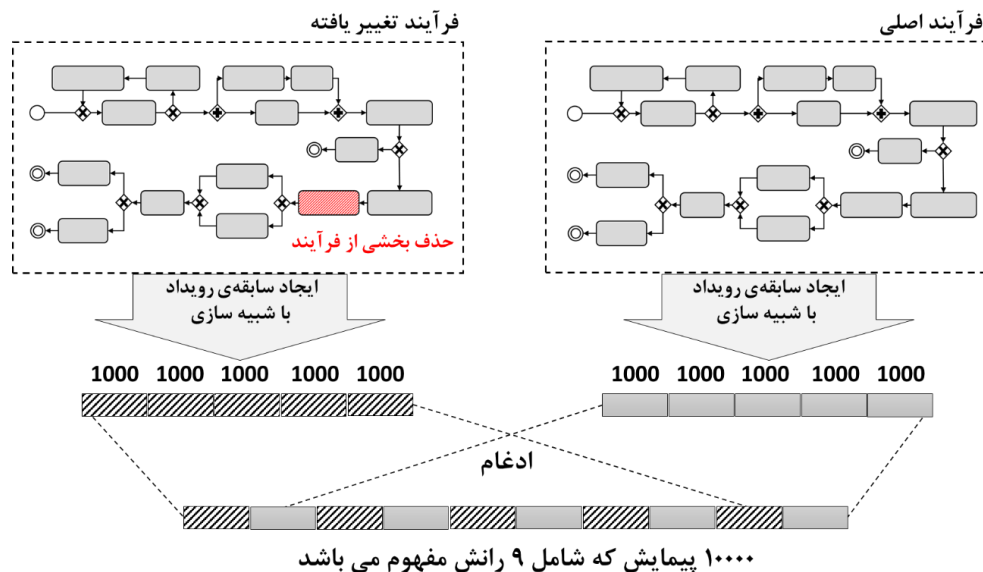 فرآیند اصلی
فرآیند تغییر یافته
حذف بخشی از فرآیند
ایجاد سابقه‌ی رویداد
با شبیه سازی
ایجاد سابقه‌ی رویداد
با شبیه سازی
1000 1000 1000 1000 1000
1000 1000 1000 1000 1000
ادغام
۱۰۰۰۰ پیمایش که شامل ۹ رانش مفهوم می باشد